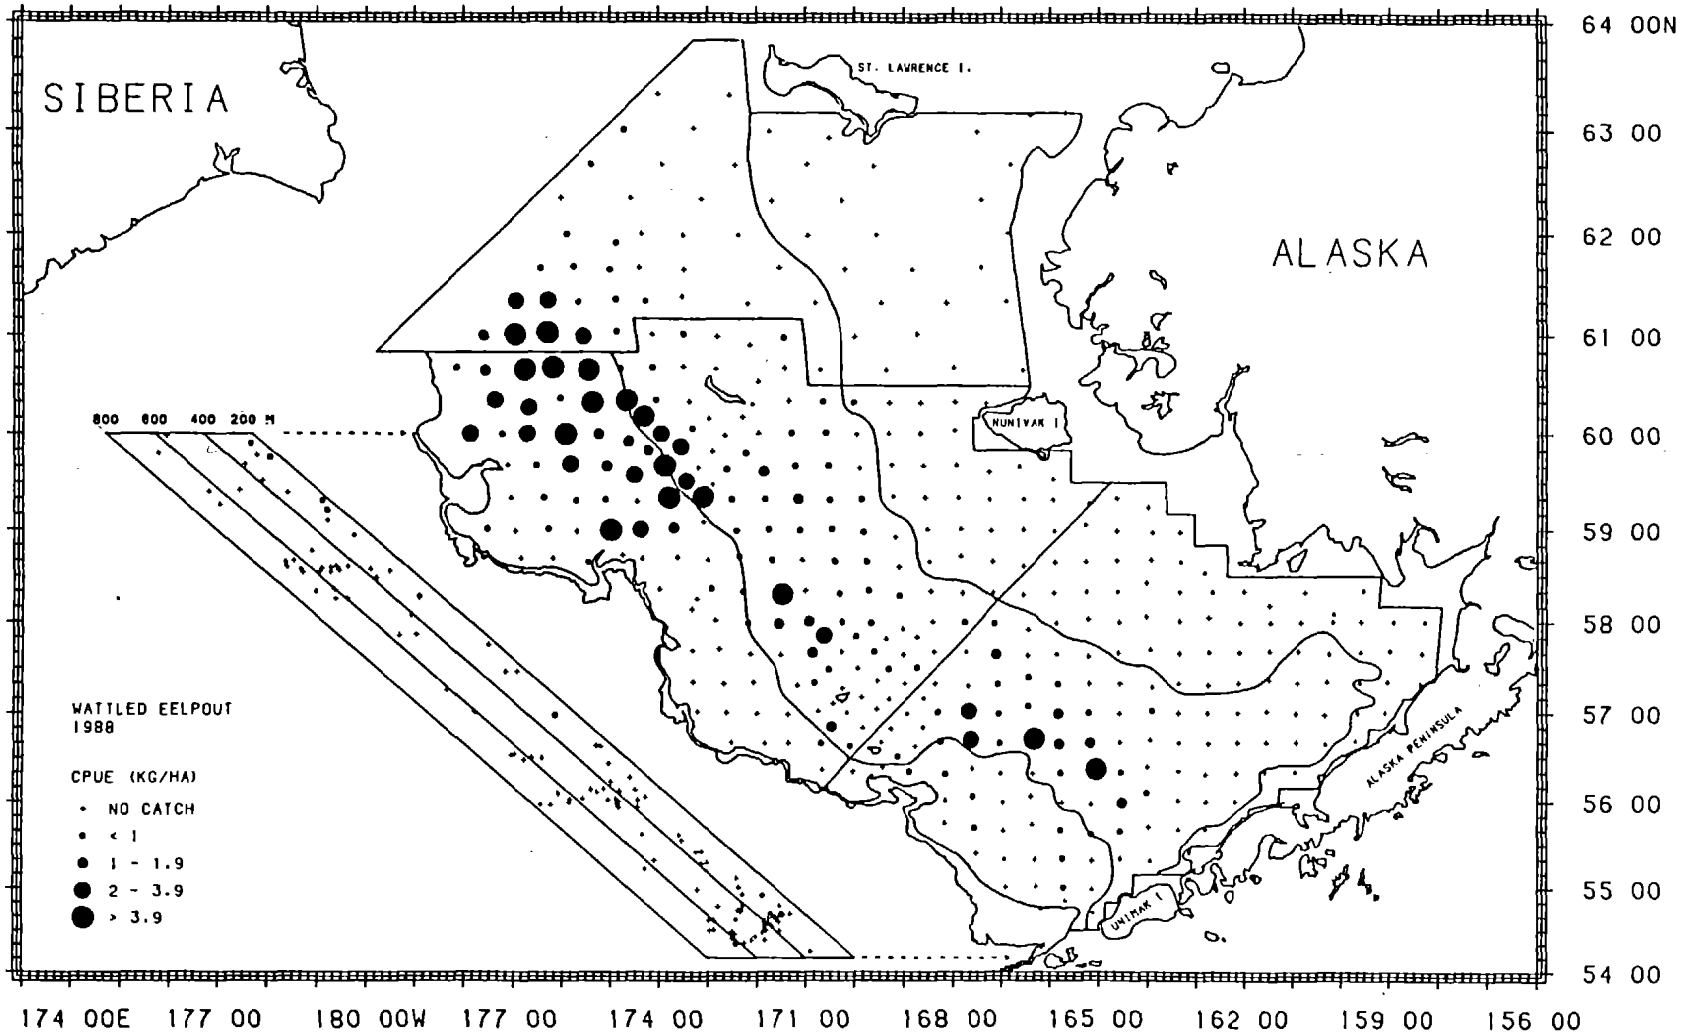 64 00N
SIBERIA
ST. LAWRENCE I.
63 00
62 00
ALASKA
61 00
800 600 400 200 M
NUNIVAK I
60 00
59 00
58 00
WATTLED EELPOUT
1988
57 00
ALASKA PENINSULA
CPUE (KG/HA)
+ NO CATCH
< 1
56 00
1 - 1.9
2 - 3.9
55 00
> 3.9
UNIMAK I
54 00
174 00E 177 00 180 00W 177 00 174 00 171 00 168 00 165 00 162 00 159 00 156 00